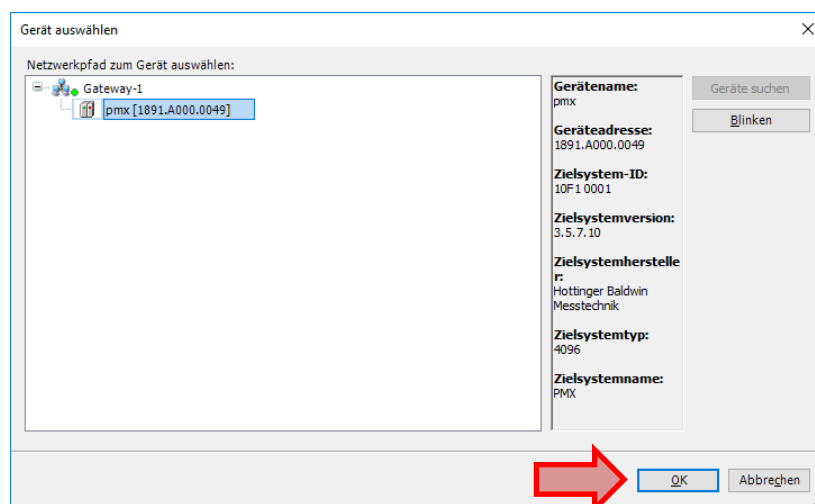 Gerät auswählen
Netzwerkpfad zum Gerät auswählen:
Gateway-1
pmx [1891.A000.0049]
Gerätename:
pmx
Geräteadresse:
1891.A000.0049
Zielsystem-ID:
10F1 0001
Zielsystemversion:
3.5.7.10
Zielsystemherstelle
r:
Hottinger Baldwin
Messtechnik
Zielsystemtyp:
4096
Zielsystemname:
PMX
Geräte suchen
Blinken
OK
Abbrechen